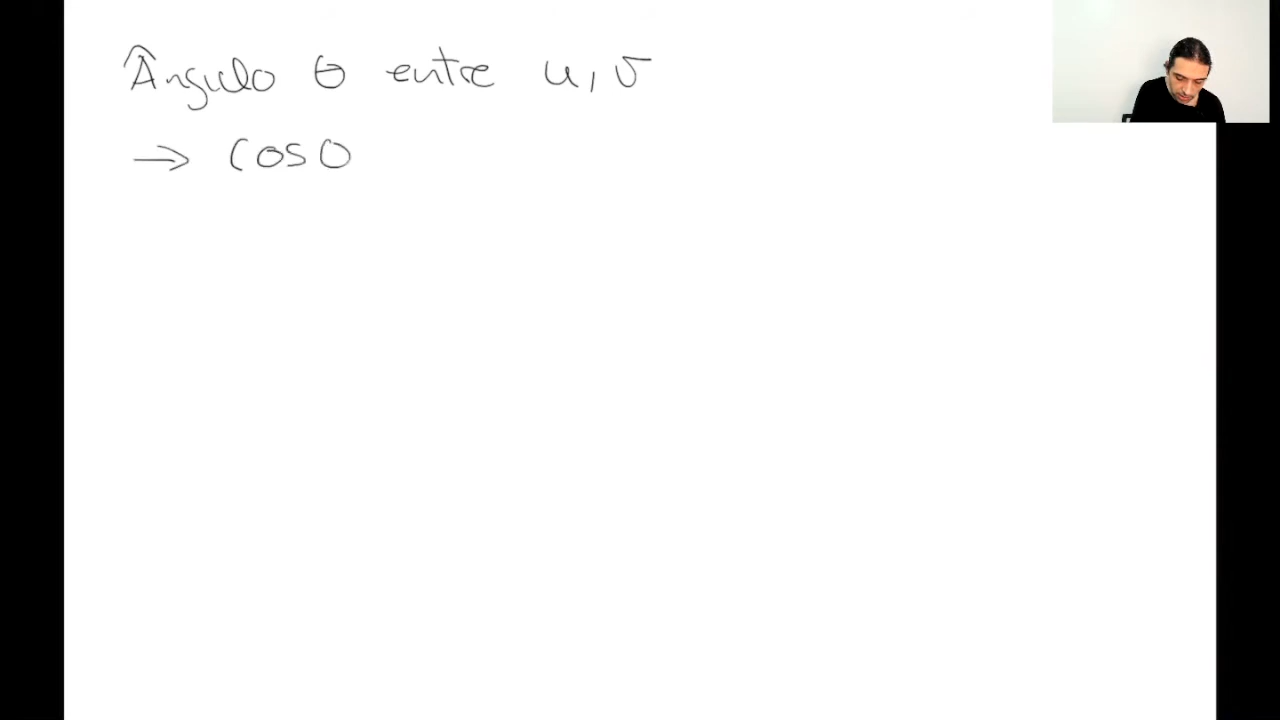 Ângulo θ entre u, v
→ cos θ